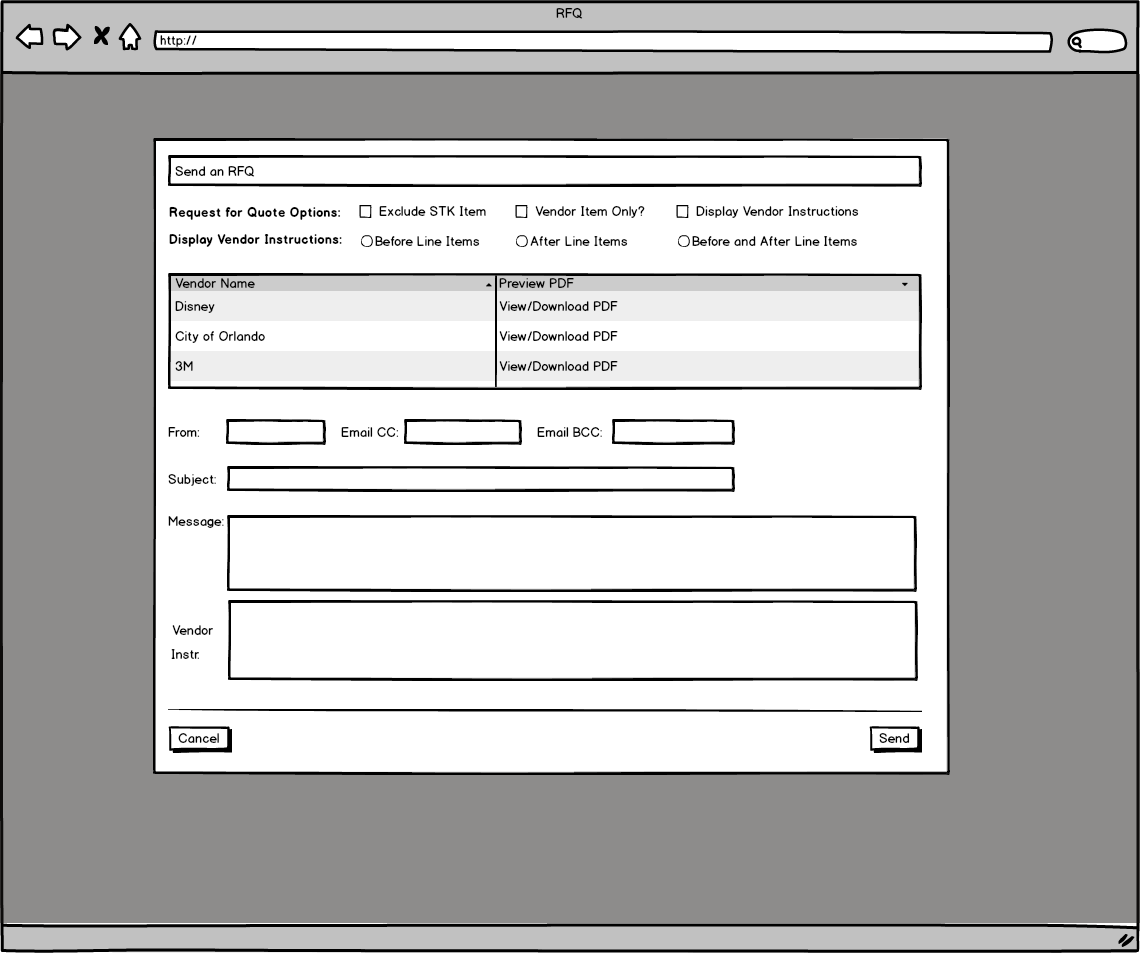 RFQ
http://
Send an RFQ
Request for Quote Options: Exclude STK Item Vendor Item Only? Display Vendor Instructions
Display Vendor Instructions: Before Line Items After Line Items Before and After Line Items
Vendor Name Preview PDF
Disney View/Download PDF
City of Orlando View/Download PDF
3M View/Download PDF
From: Email CC: Email BCC:
Subject:
Message:
Vendor
Instr.
Cancel Send